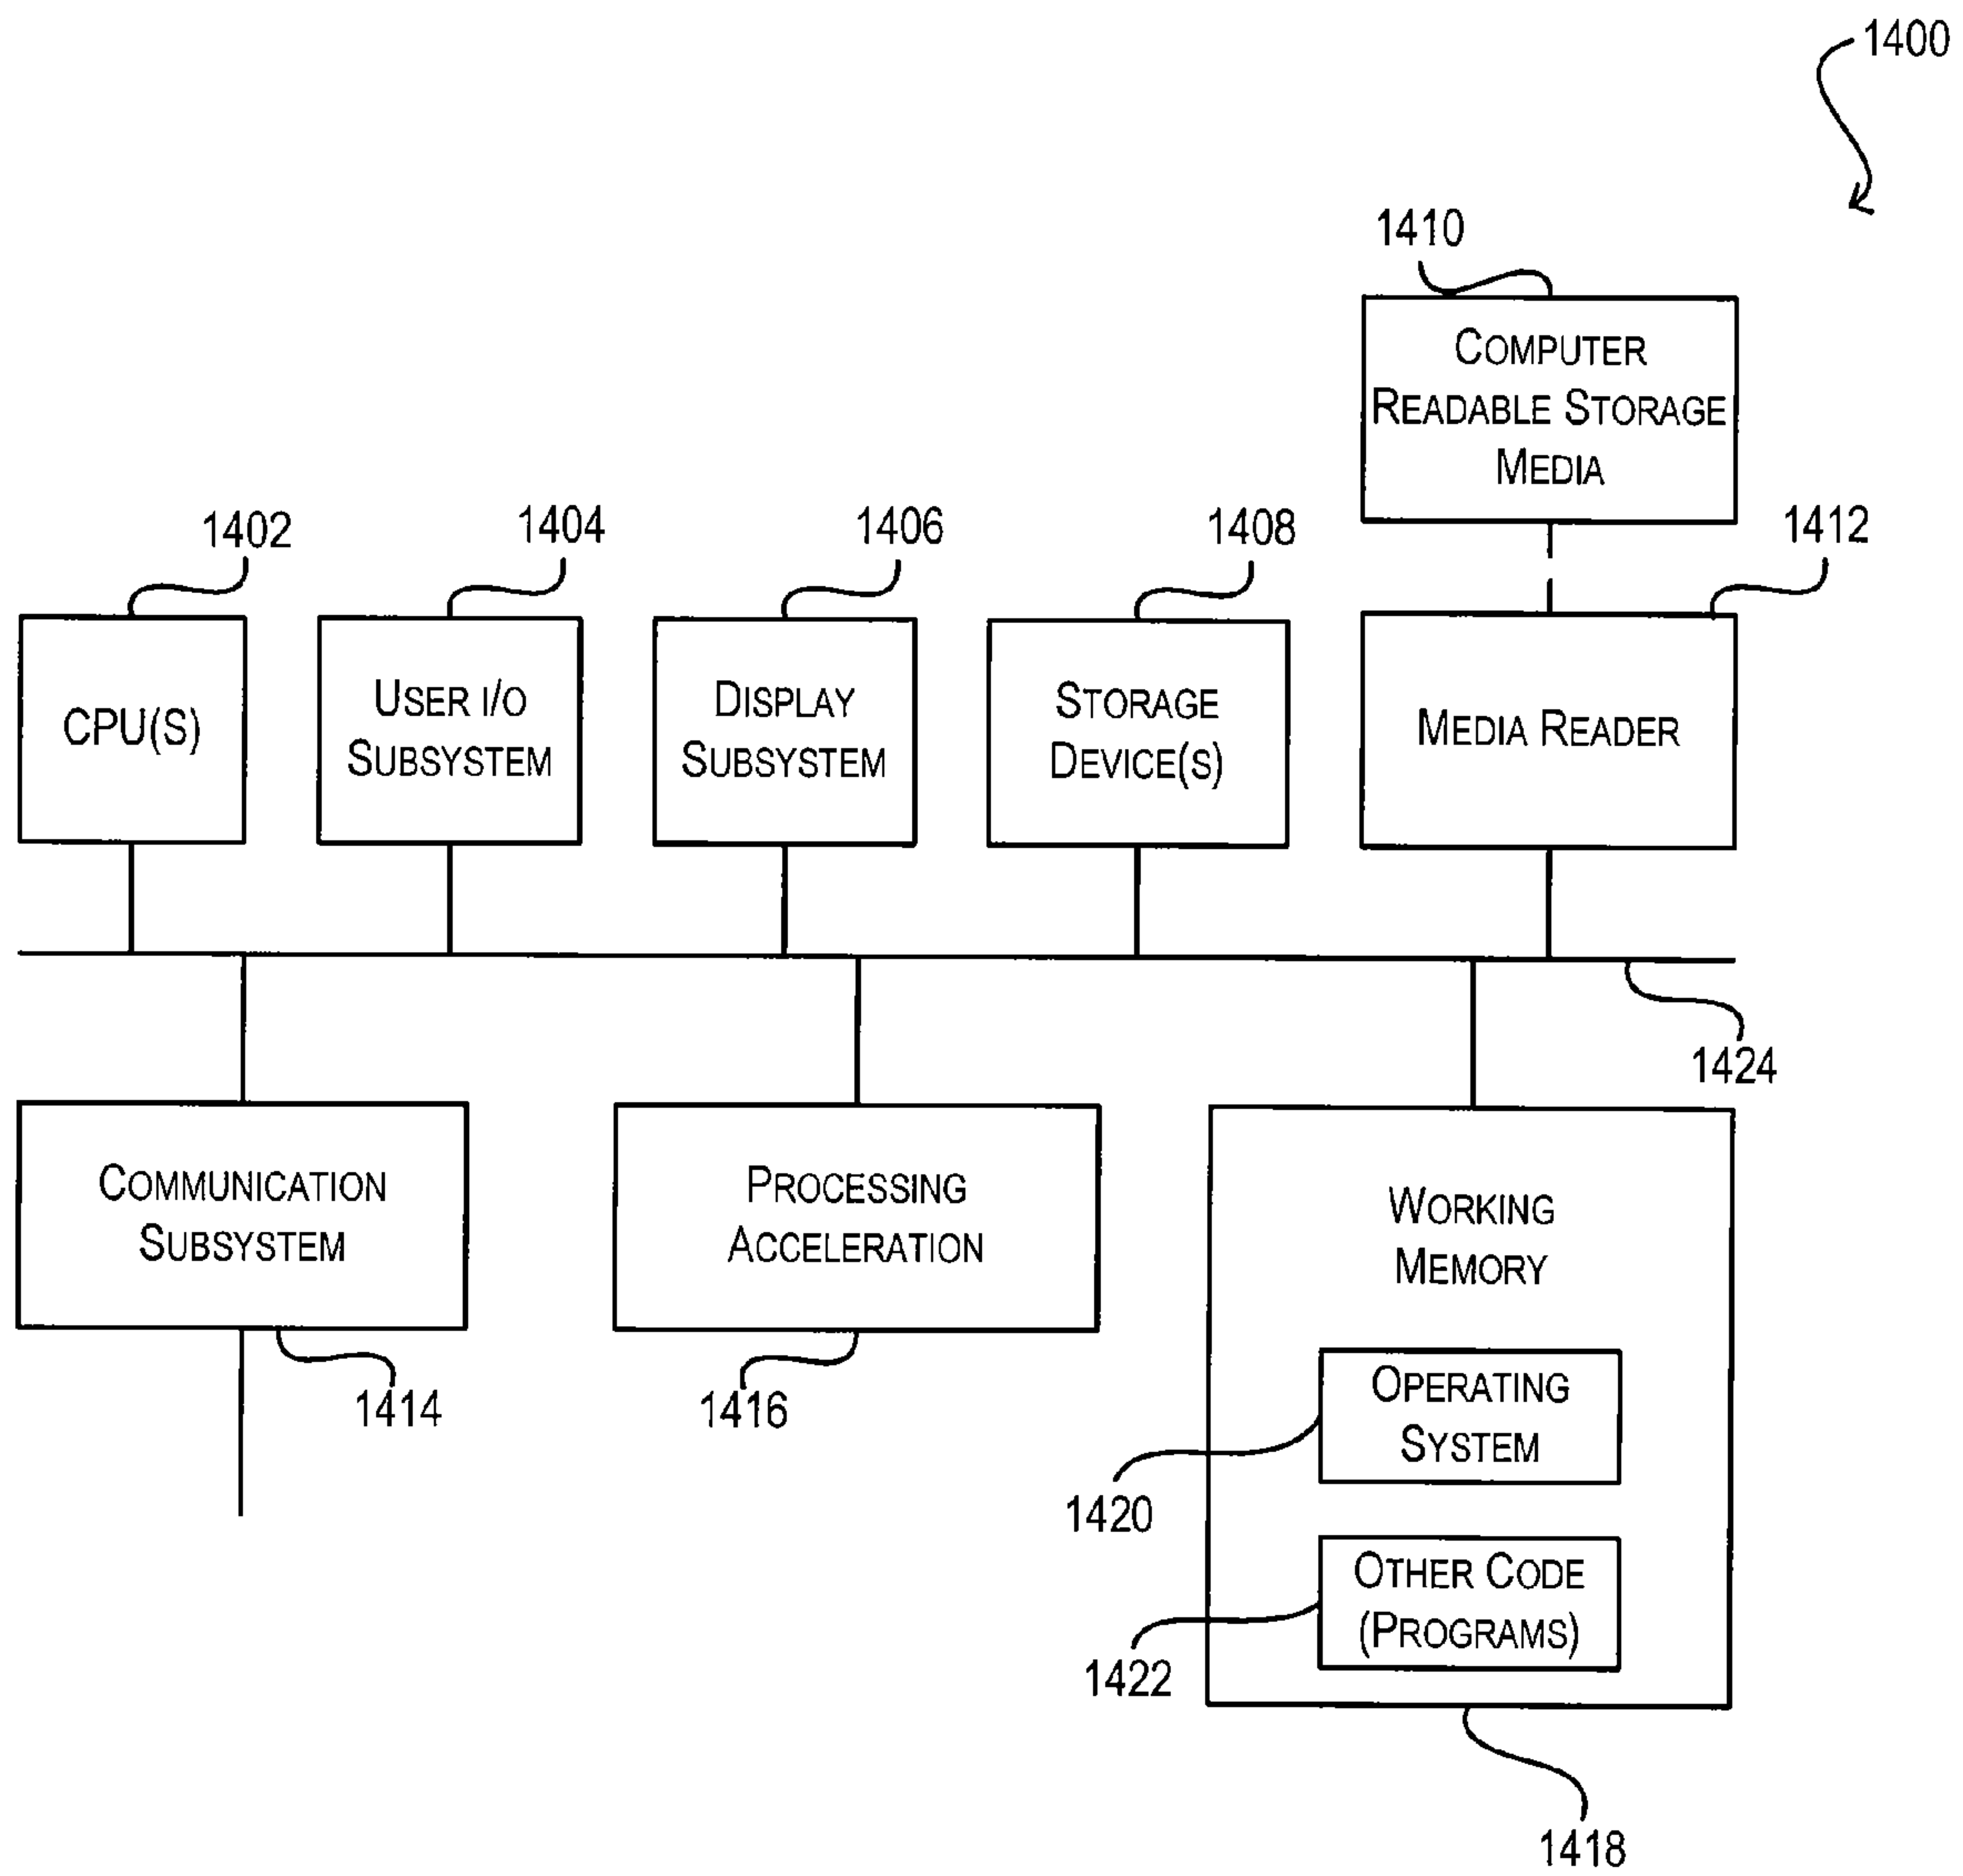 1400
1410
COMPUTER
READABLE STORAGE
MEDIA
1402
1404
1406
1408
1412
CPU(S)
USER I/O
SUBSYSTEM
DISPLAY
SUBSYSTEM
STORAGE
DEVICE(S)
MEDIA READER
1424
COMMUNICATION
SUBSYSTEM
PROCESSING
ACCELERATION
WORKING
MEMORY
1414
1416
OPERATING
SYSTEM
1420
OTHER CODE
(PROGRAMS)
1422
1418